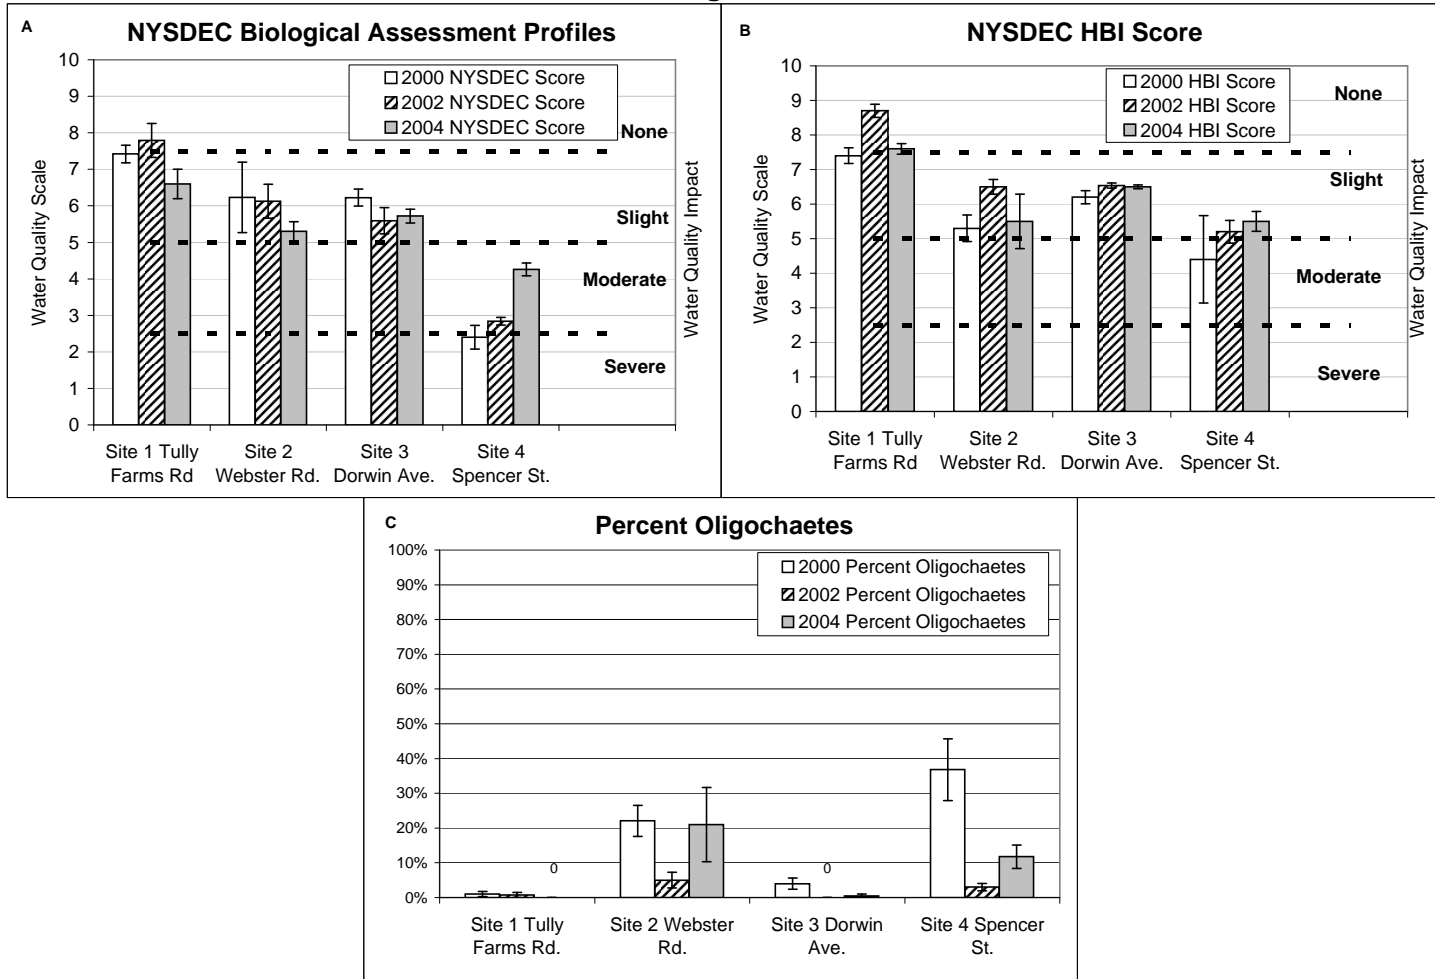 A
NYSDEC Biological Assessment Profiles
10
9
8
7
6
5
4
3
2
1
0
Water Quality Scale
2000 NYSDEC Score
2002 NYSDEC Score
2004 NYSDEC Score
None
Slight
Moderate
Severe
Water Quality Impact
Site 1 Tully
Farms Rd
Site 2
Webster Rd.
Site 3
Dorwin Ave.
Site 4
Spencer St.
B
NYSDEC HBI Score
10
9
8
7
6
5
4
3
2
1
0
Water Quality Scale
2000 HBI Score
2002 HBI Score
2004 HBI Score
None
Slight
Moderate
Severe
Water Quality Impact
Site 1 Tully
Farms Rd
Site 2
Webster Rd.
Site 3
Dorwin Ave.
Site 4
Spencer St.
C
Percent Oligochaetes
100%
90%
80%
70%
60%
50%
40%
30%
20%
10%
0%
2000 Percent Oligochaetes
2002 Percent Oligochaetes
2004 Percent Oligochaetes
0
0
Site 1 Tully
Farms Rd.
Site 2 Webster
Rd.
Site 3 Dorwin
Ave.
Site 4 Spencer
St.